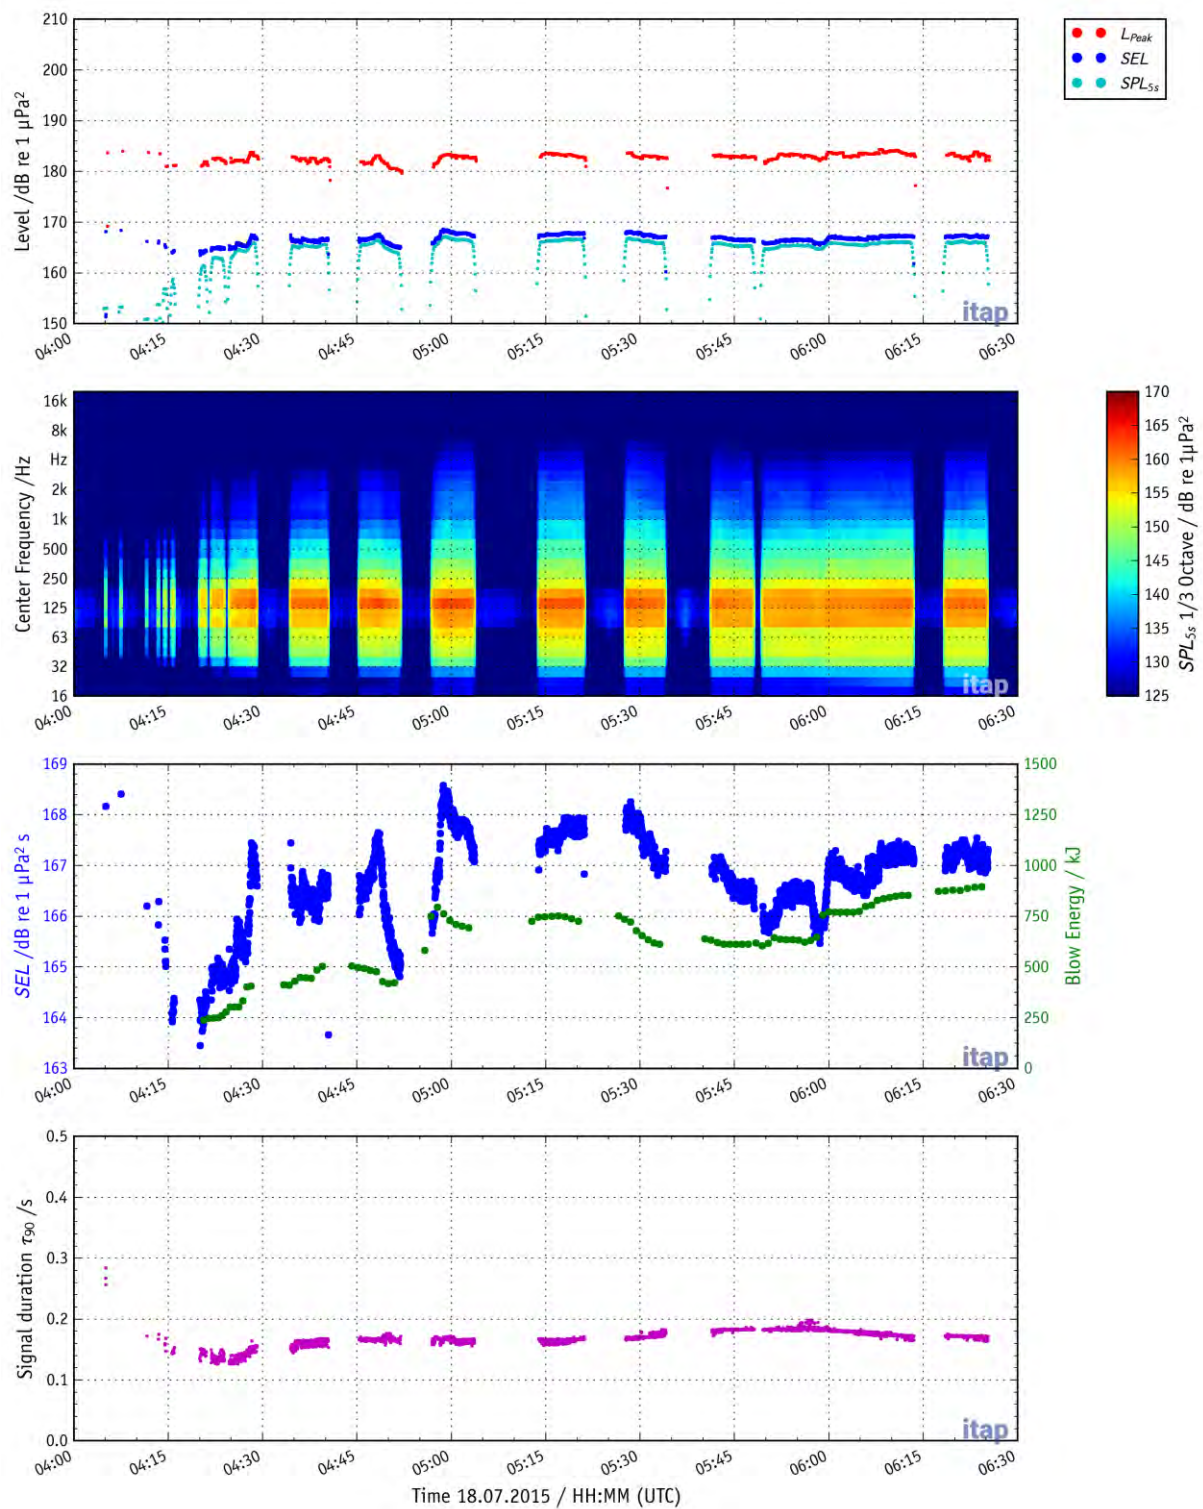 210
200
190
180
170
160
150
Level /dB re 1 µPa²
L_Peak
SEL
SPL_5s
itap
04:00 04:15 04:30 04:45 05:00 05:15 05:30 05:45 06:00 06:15 06:30
16k
8k
Hz
2k
1k
500
250
125
63
32
16
Center Frequency /Hz
itap
170
165
160
155
150
145
140
135
130
125
SPL_5s 1/3 Octave / dB re 1µPa²
04:00 04:15 04:30 04:45 05:00 05:15 05:30 05:45 06:00 06:15 06:30
169
168
167
166
165
164
163
SEL /dB re 1 µPa² s
1500
1250
1000
750
500
250
0
Blow Energy / kJ
itap
04:00 04:15 04:30 04:45 05:00 05:15 05:30 05:45 06:00 06:15 06:30
0.5
0.4
0.3
0.2
0.1
0.0
Signal duration τ₉₀ /s
itap
04:00 04:15 04:30 04:45 05:00 05:15 05:30 05:45 06:00 06:15 06:30
Time 18.07.2015 / HH:MM (UTC)